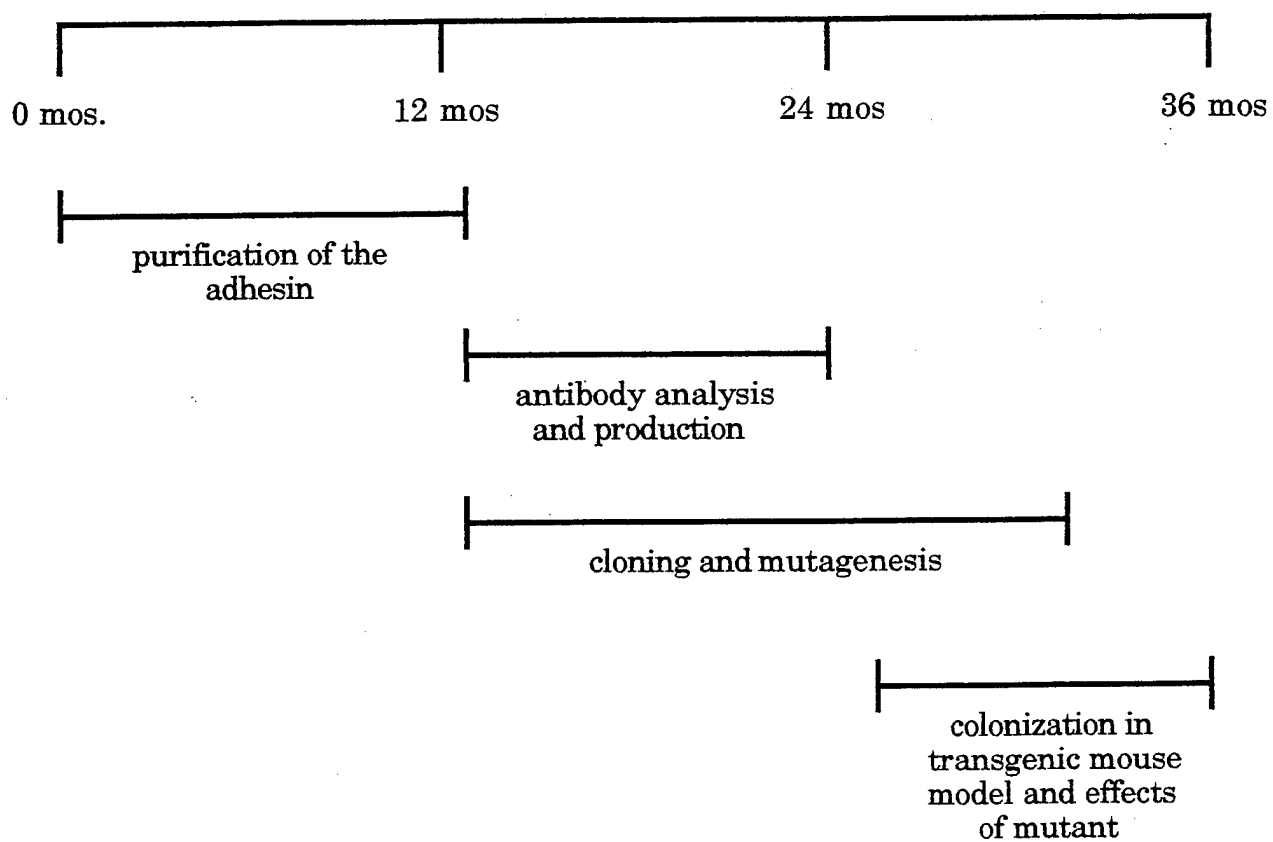 0 mos.
12 mos
24 mos
36 mos
purification of the
adhesin
antibody analysis
and production
cloning and mutagenesis
colonization in
transgenic mouse
model and effects
of mutant